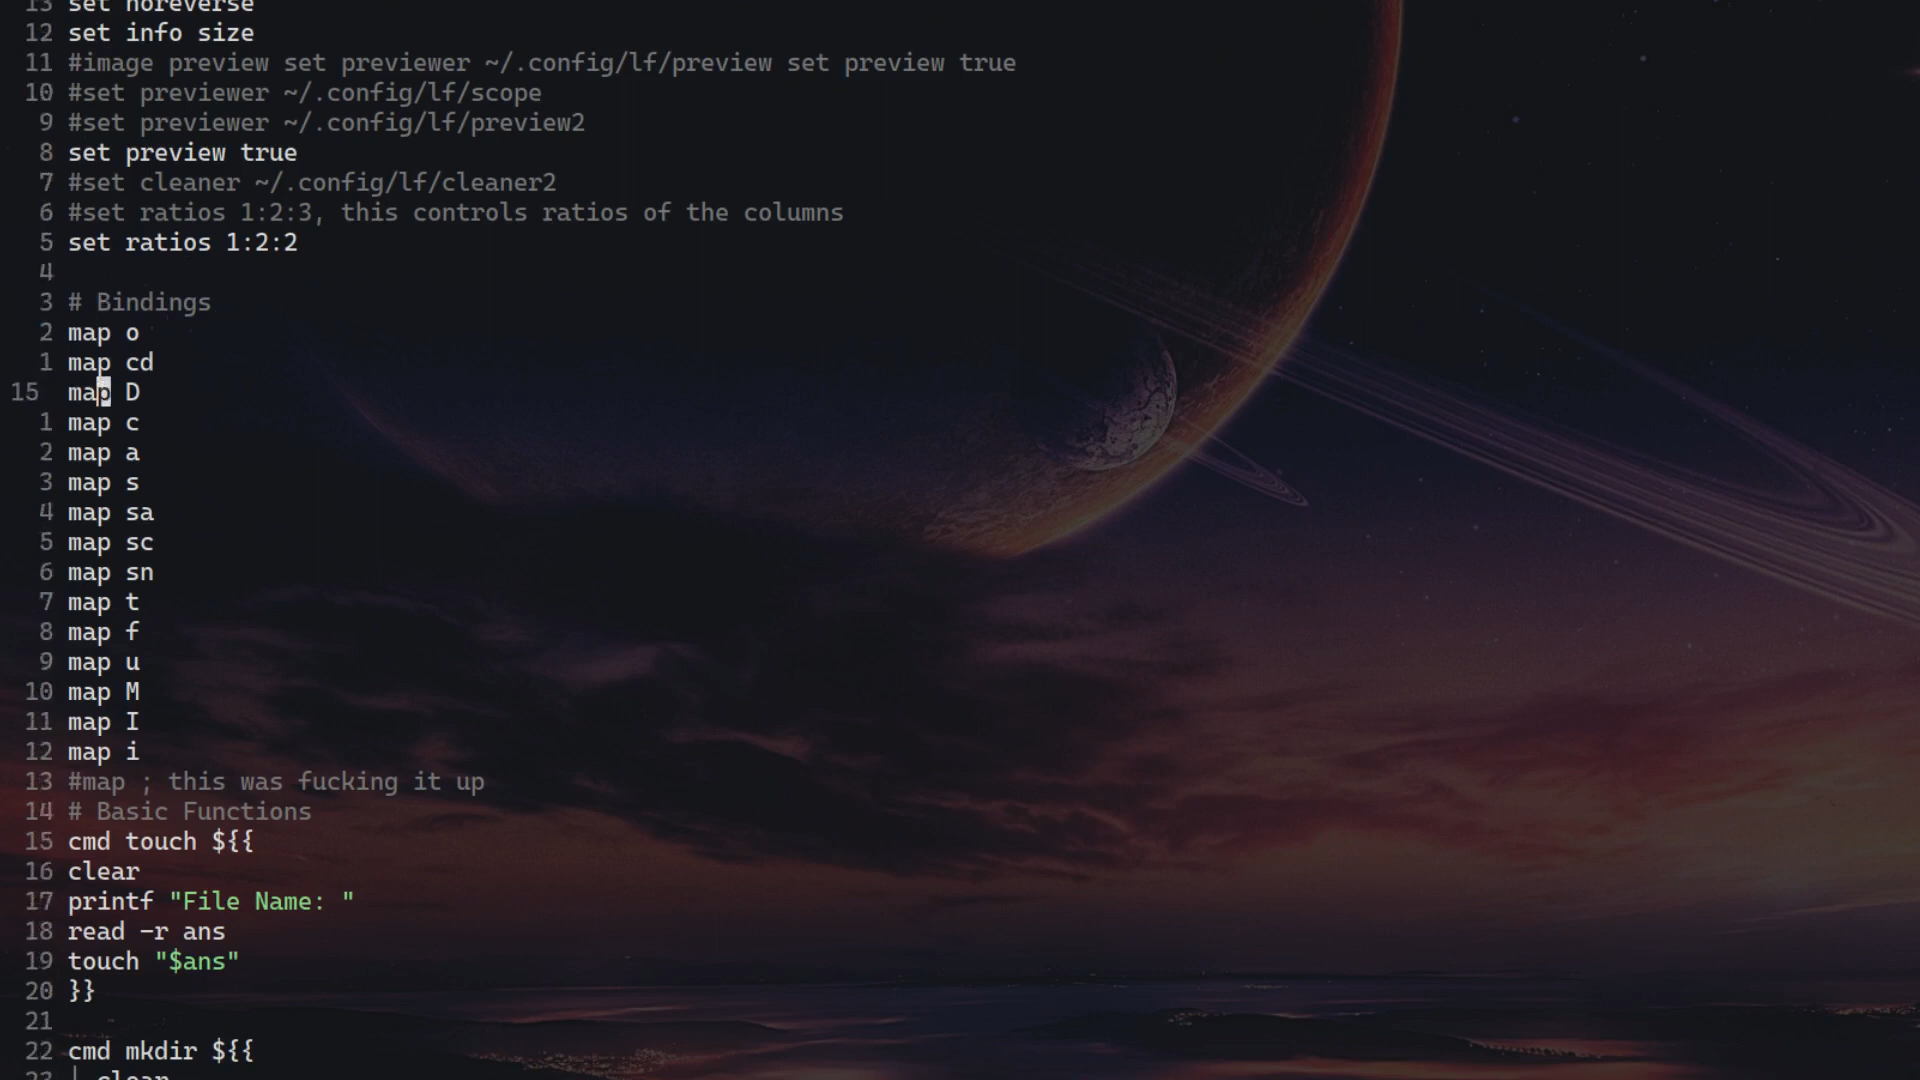 13 set noreverse
12 set info size
11 #image preview set previewer ~/.config/lf/preview set preview true
10 #set previewer ~/.config/lf/scope
9 #set previewer ~/.config/lf/preview2
8 set preview true
7 #set cleaner ~/.config/lf/cleaner2
6 #set ratios 1:2:3, this controls ratios of the columns
5 set ratios 1:2:2
4
3 # Bindings
2 map o
1 map cd
15 map D
1 map c
2 map a
3 map s
4 map sa
5 map sc
6 map sn
7 map t
8 map f
9 map u
10 map M
11 map I
12 map i
13 #map ; this was fucking it up
14 # Basic Functions
15 cmd touch ${{
16 clear
17 printf "File Name: "
18 read -r ans
19 touch "$ans"
20 }}
21
22 cmd mkdir ${{
23 │ clear